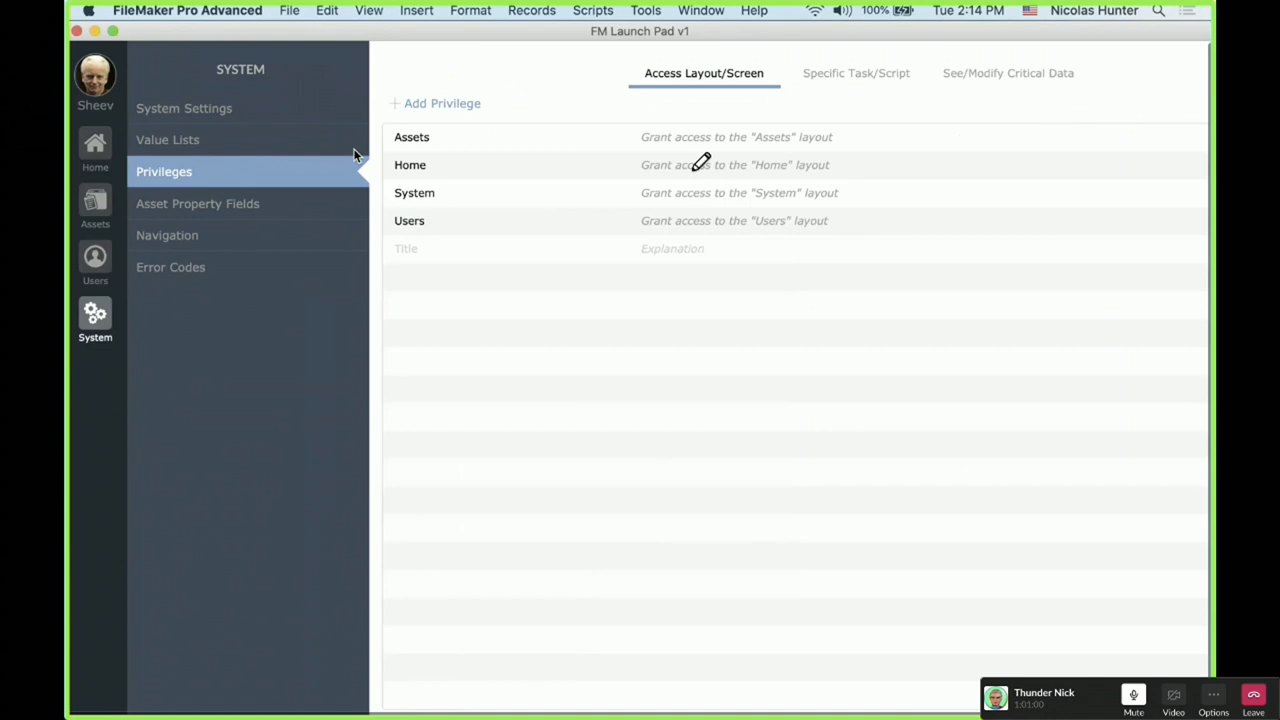 FileMaker Pro Advanced File Edit View Insert Format Records Scripts Tools Window Help 100% Tue 2:14 PM Nicolas Hunter
FM Launch Pad v1
Sheev
Home
Assets
Users
System
SYSTEM
System Settings
Value Lists
Privileges
Asset Property Fields
Navigation
Error Codes
Access Layout/Screen Specific Task/Script See/Modify Critical Data
+ Add Privilege
Assets Grant access to the "Assets" layout
Home Grant access to the "Home" layout
System Grant access to the "System" layout
Users Grant access to the "Users" layout
Title Explanation
Thunder Nick
1:01:00
Mute Video Options Leave